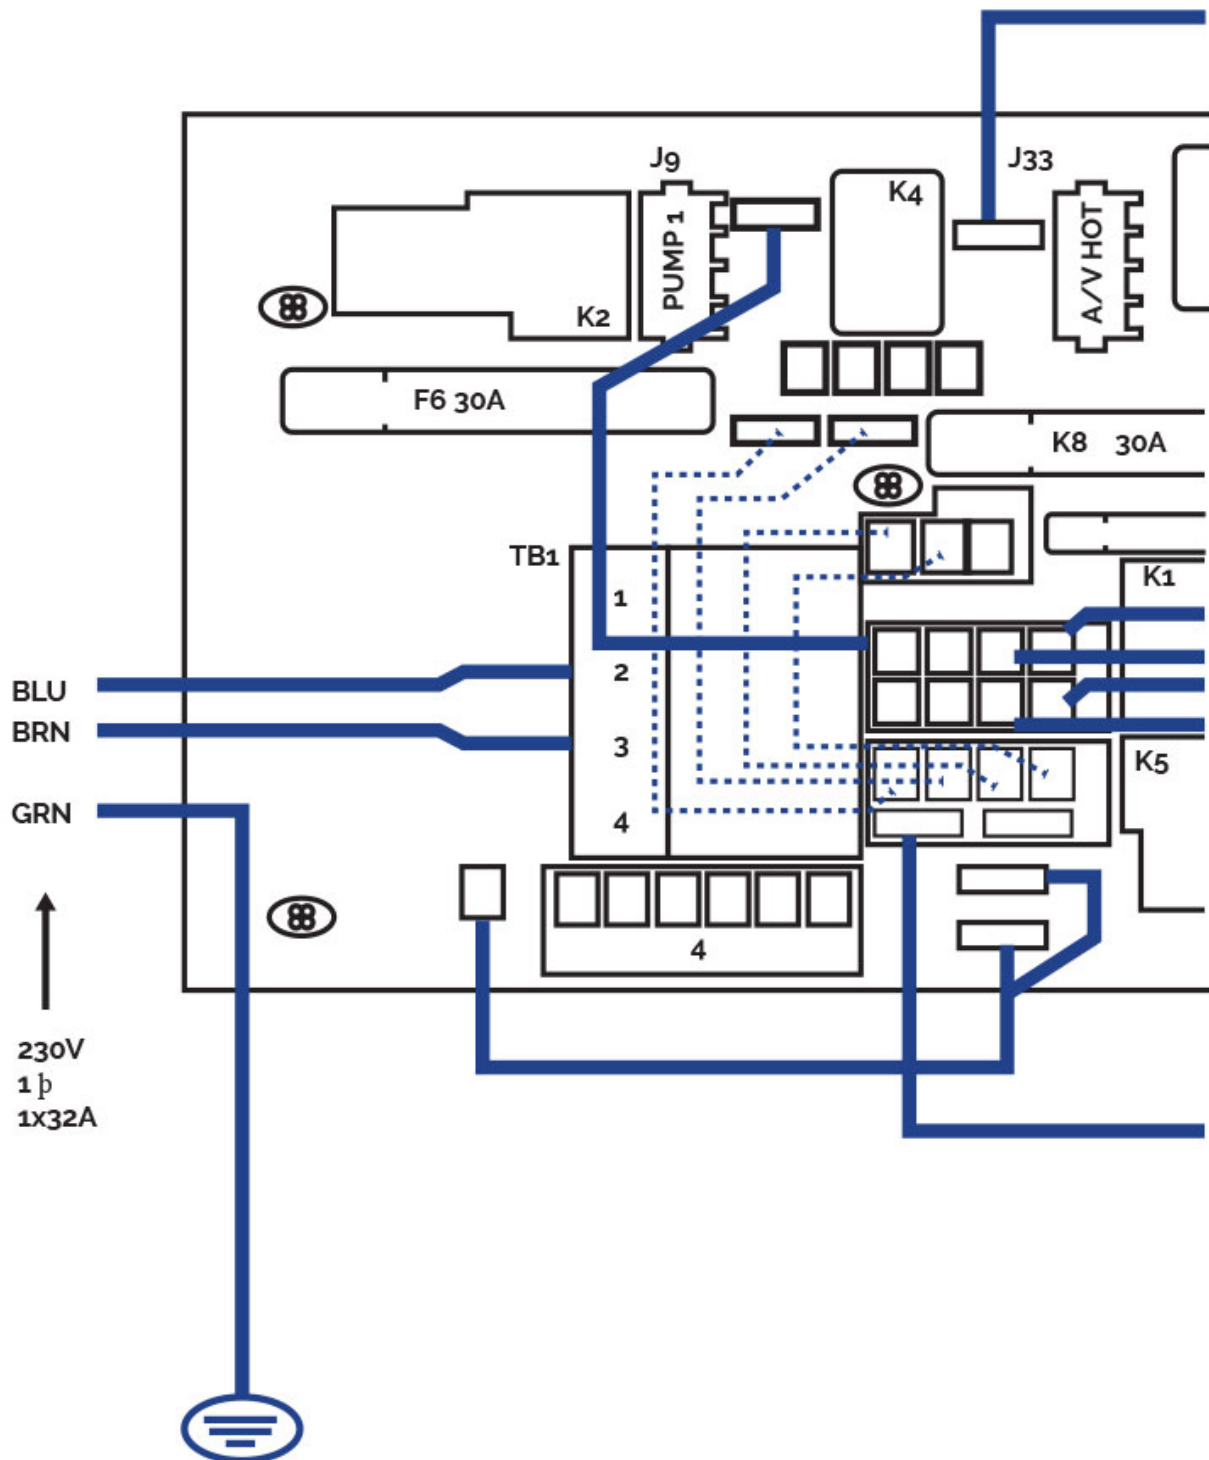 J9
J33
K4
PUMP 1
A/V HOT
K2
F6 30A
K8 30A
TB1
K1
1
2
BLU
BRN
3
K5
GRN
4
4
230V
1 þ
1x32A